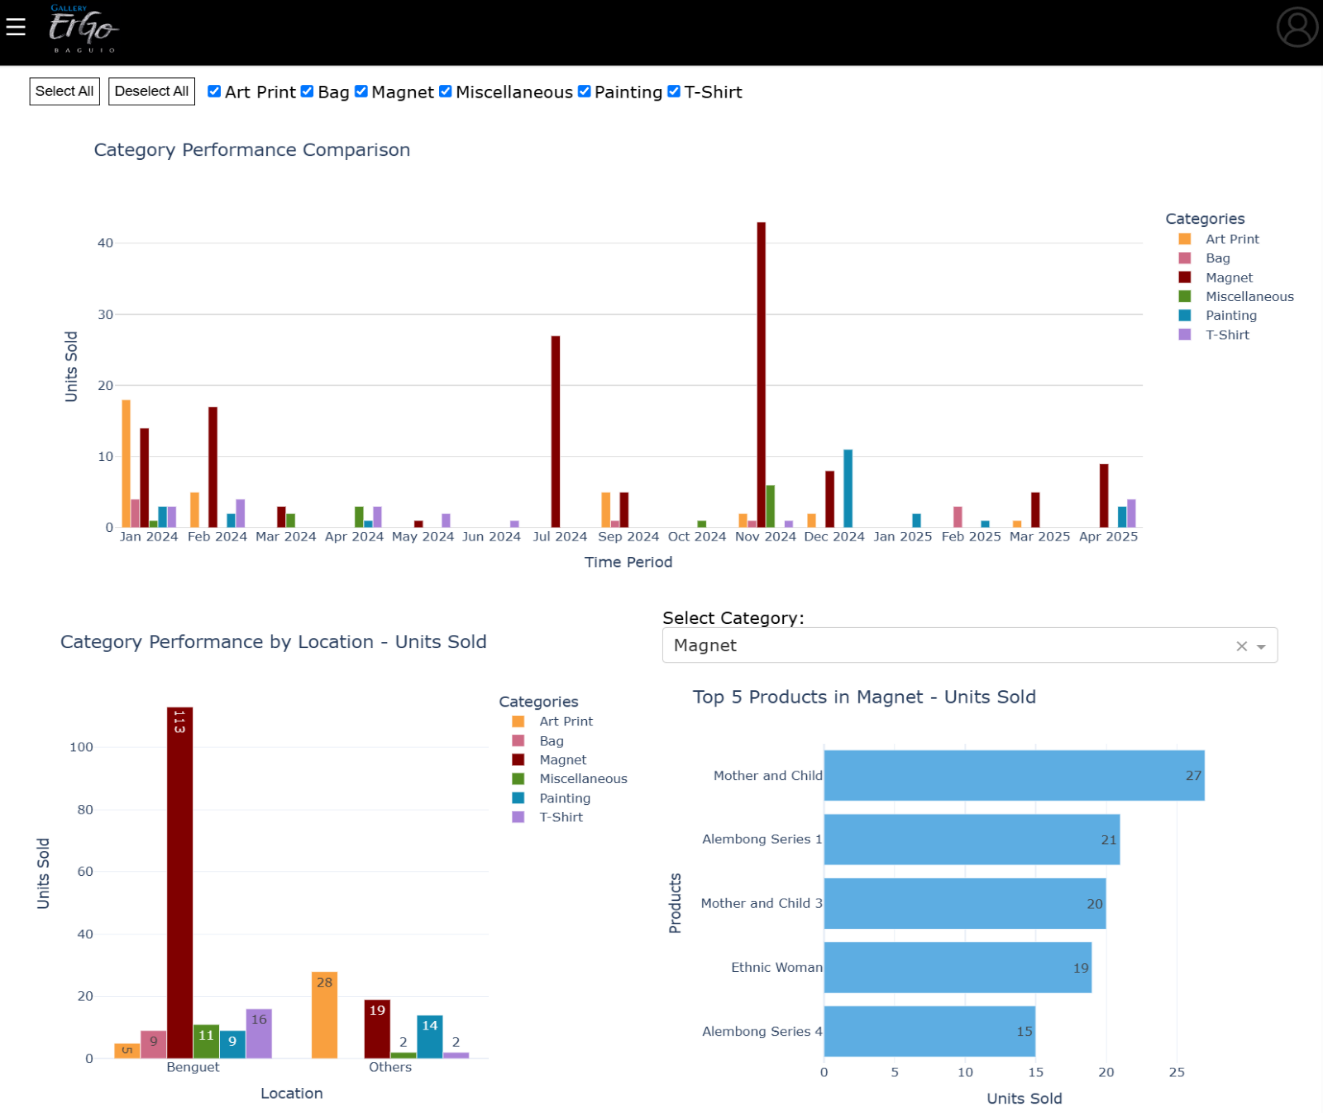 GALLERY
ErGo
BAGUIO
Select All Deselect All Art Print Bag Magnet Miscellaneous Painting T-Shirt
Category Performance Comparison
Categories
Art Print
Bag
Magnet
Miscellaneous
Painting
T-Shirt
Units Sold
40
30
20
10
0
Jan 2024 Feb 2024 Mar 2024 Apr 2024 May 2024 Jun 2024 Jul 2024 Sep 2024 Oct 2024 Nov 2024 Dec 2024 Jan 2025 Feb 2025 Mar 2025 Apr 2025
Time Period
Category Performance by Location - Units Sold
Categories
Art Print
Bag
Magnet
Miscellaneous
Painting
T-Shirt
Units Sold
100
80
60
40
20
0
5 9 113 11 9 16
28 19 2 14 2
Benguet Others
Location
Select Category:
Magnet
Top 5 Products in Magnet - Units Sold
Products
Mother and Child 27
Alembong Series 1 21
Mother and Child 3 20
Ethnic Woman 19
Alembong Series 4 15
0 5 10 15 20 25
Units Sold